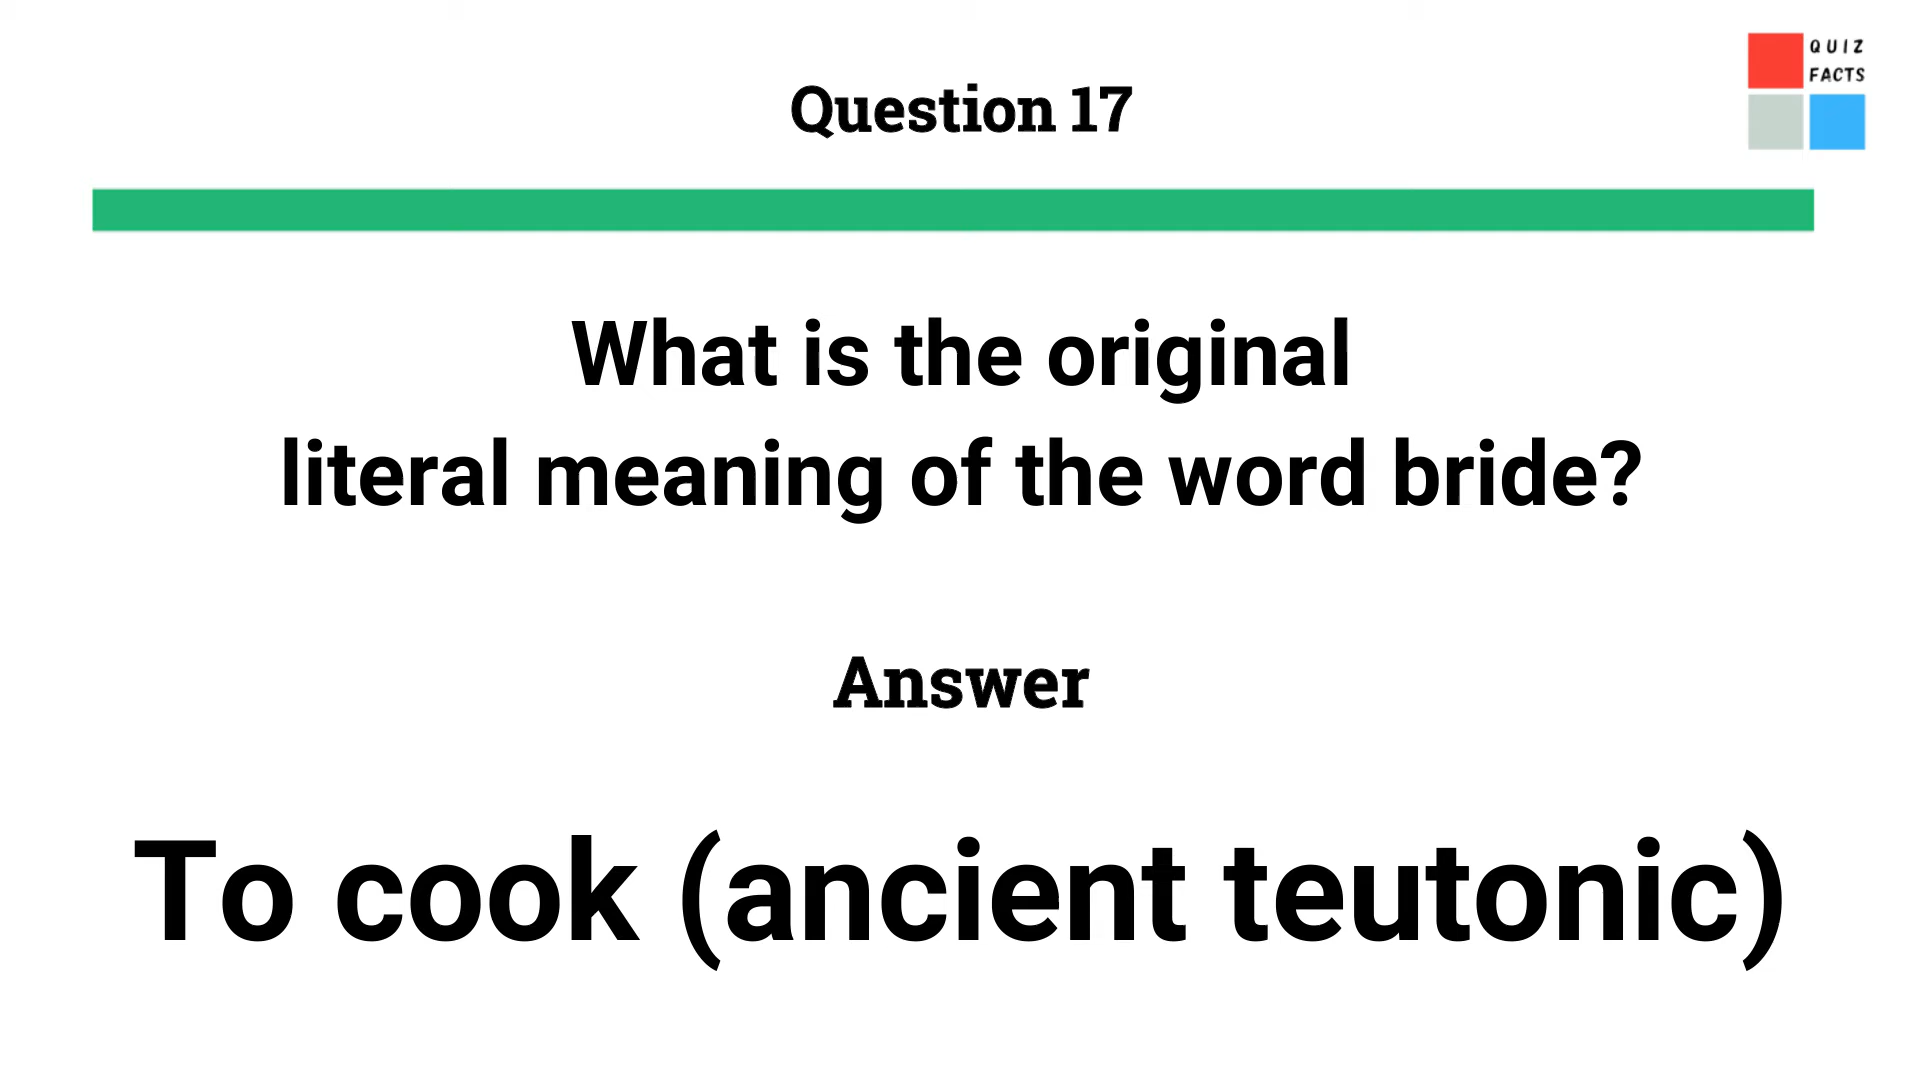 QUIZ
FACTS
Question 17
What is the original
literal meaning of the word bride?
Answer
To cook (ancient teutonic)